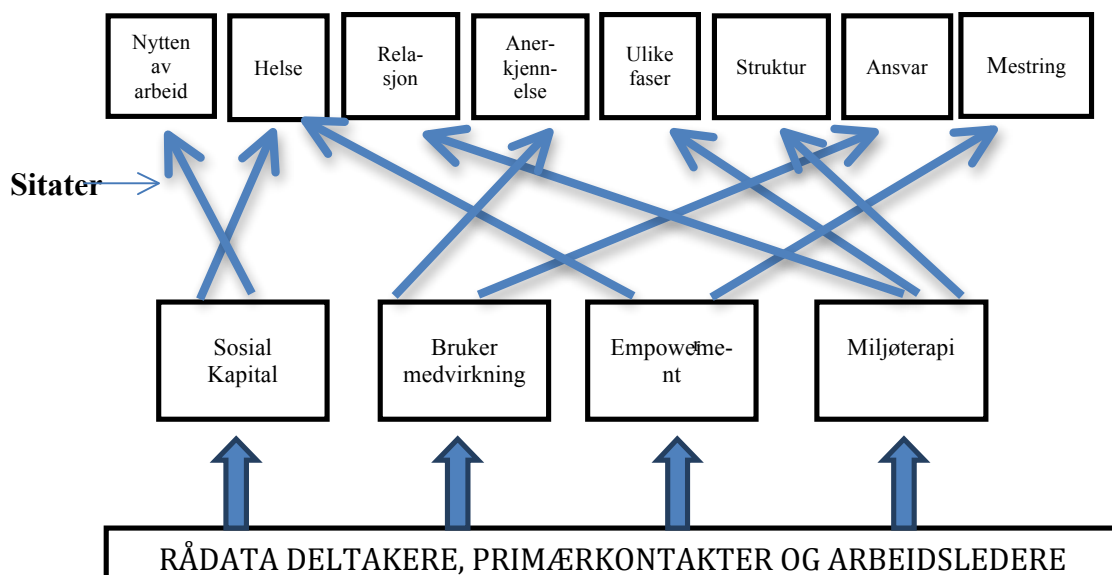 Nytten
av
arbeid
Helse
Rela-
sjon
Aner-
kjenn-
else
Ulike
faser
Struktur
Ansvar
Mestring
Sitater
Sosial
Kapital
Bruker
medvirkning
Empowerme-
nt
Miljøterapi
RÅDATA DELTAKERE, PRIMÆRKONTAKTER OG ARBEIDSLEDERE